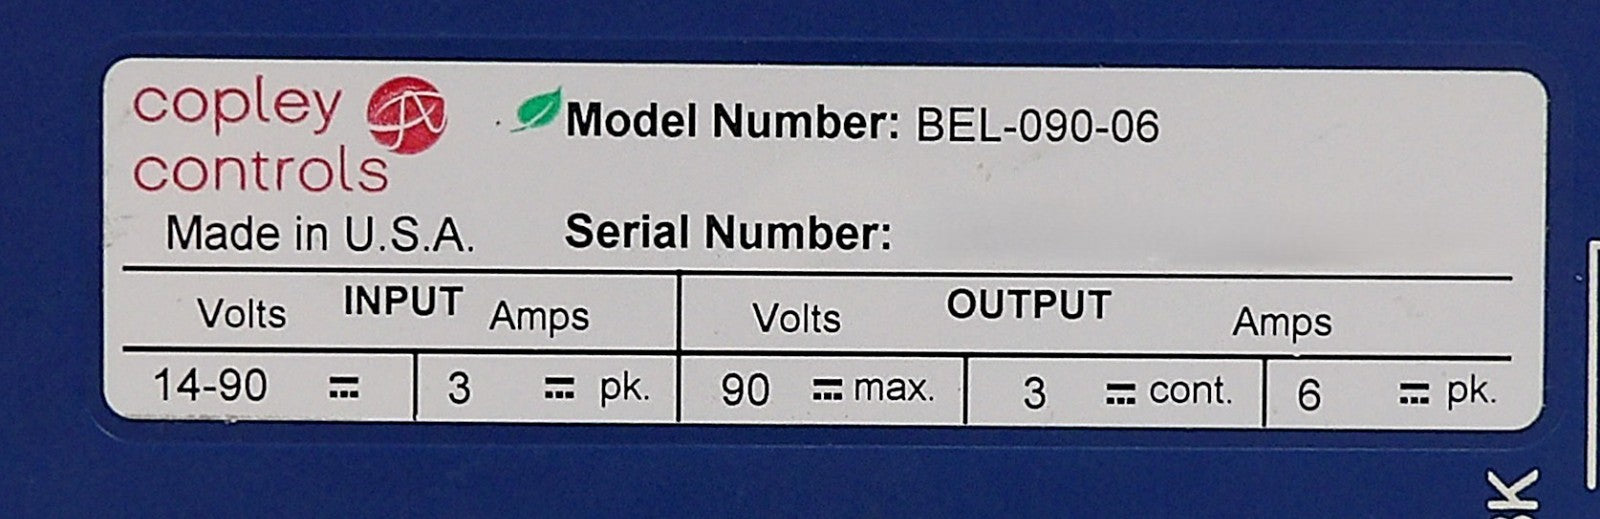 copley
controls
Model Number: BEL-090-06
Made in U.S.A. Serial Number:
INPUT OUTPUT
Volts Amps Volts Amps
14-90 ⎓ 3 ⎓ pk. 90 ⎓ max. 3 ⎓ cont. 6 ⎓ pk.